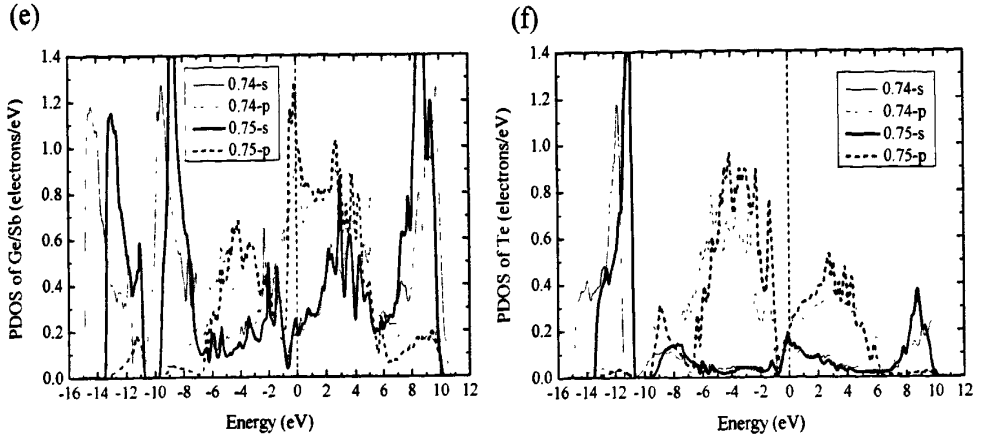 (e)
(f)
PDOS of Ge/Sb (electrons/eV)
1.4
1.2
1.0
0.8
0.6
0.4
0.2
0.0
0.74-s
0.74-p
0.75-s
0.75-p
-16 -14 -12 -10 -8 -6 -4 -2 0 2 4 6 8 10 12
Energy (eV)
PDOS of Te (electrons/eV)
1.4
1.2
1.0
0.8
0.6
0.4
0.2
0.0
0.74-s
0.74-p
0.75-s
0.75-p
-16 -14 -12 -10 -8 -6 -4 -2 0 2 4 6 8 10 12
Energy (eV)